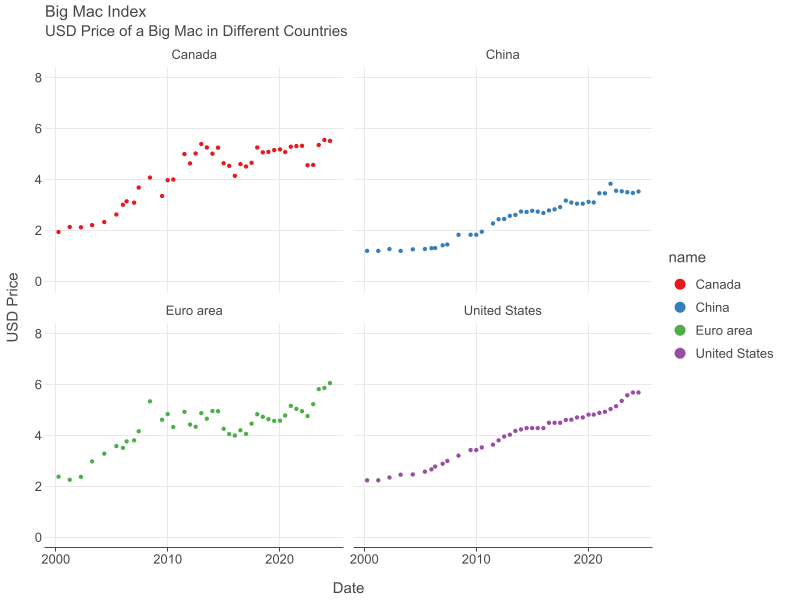 Big Mac Index
USD Price of a Big Mac in Different Countries
Canada
China
8
6
4
2
0
Euro area
United States
8
6
4
2
0
2000
2010
2020
2000
2010
2020
USD Price
Date
name
Canada
China
Euro area
United States